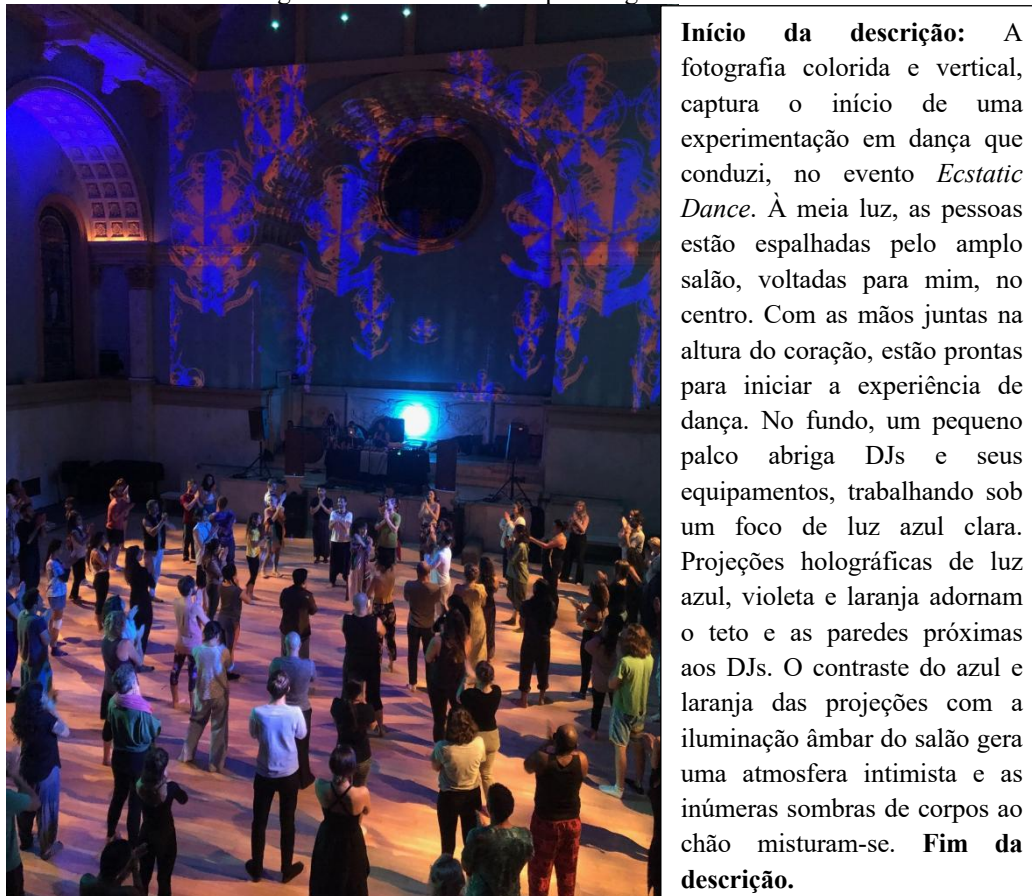 Início da descrição: A
fotografia colorida e vertical,
captura o início de uma
experimentação em dança que
conduzi, no evento Ecstatic
Dance. À meia luz, as pessoas
estão espalhadas pelo amplo
salão, voltadas para mim, no
centro. Com as mãos juntas na
altura do coração, estão prontas
para iniciar a experiência de
dança. No fundo, um pequeno
palco abriga DJs e seus
equipamentos, trabalhando sob
um foco de luz azul clara.
Projeções holográficas de luz
azul, violeta e laranja adornam
o teto e as paredes próximas
aos DJs. O contraste do azul e
laranja das projeções com a
iluminação âmbar do salão gera
uma atmosfera intimista e as
inúmeras sombras de corpos ao
chão misturam-se. Fim da
descrição.